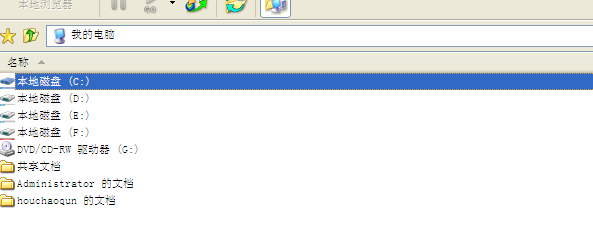 本地浏览器
GO
我的电脑
名称
本地磁盘 (C:)
本地磁盘 (D:)
本地磁盘 (E:)
本地磁盘 (F:)
DVD/CD-RW 驱动器 (G:)
共享文档
Administrator 的文档
houchaoqun 的文档